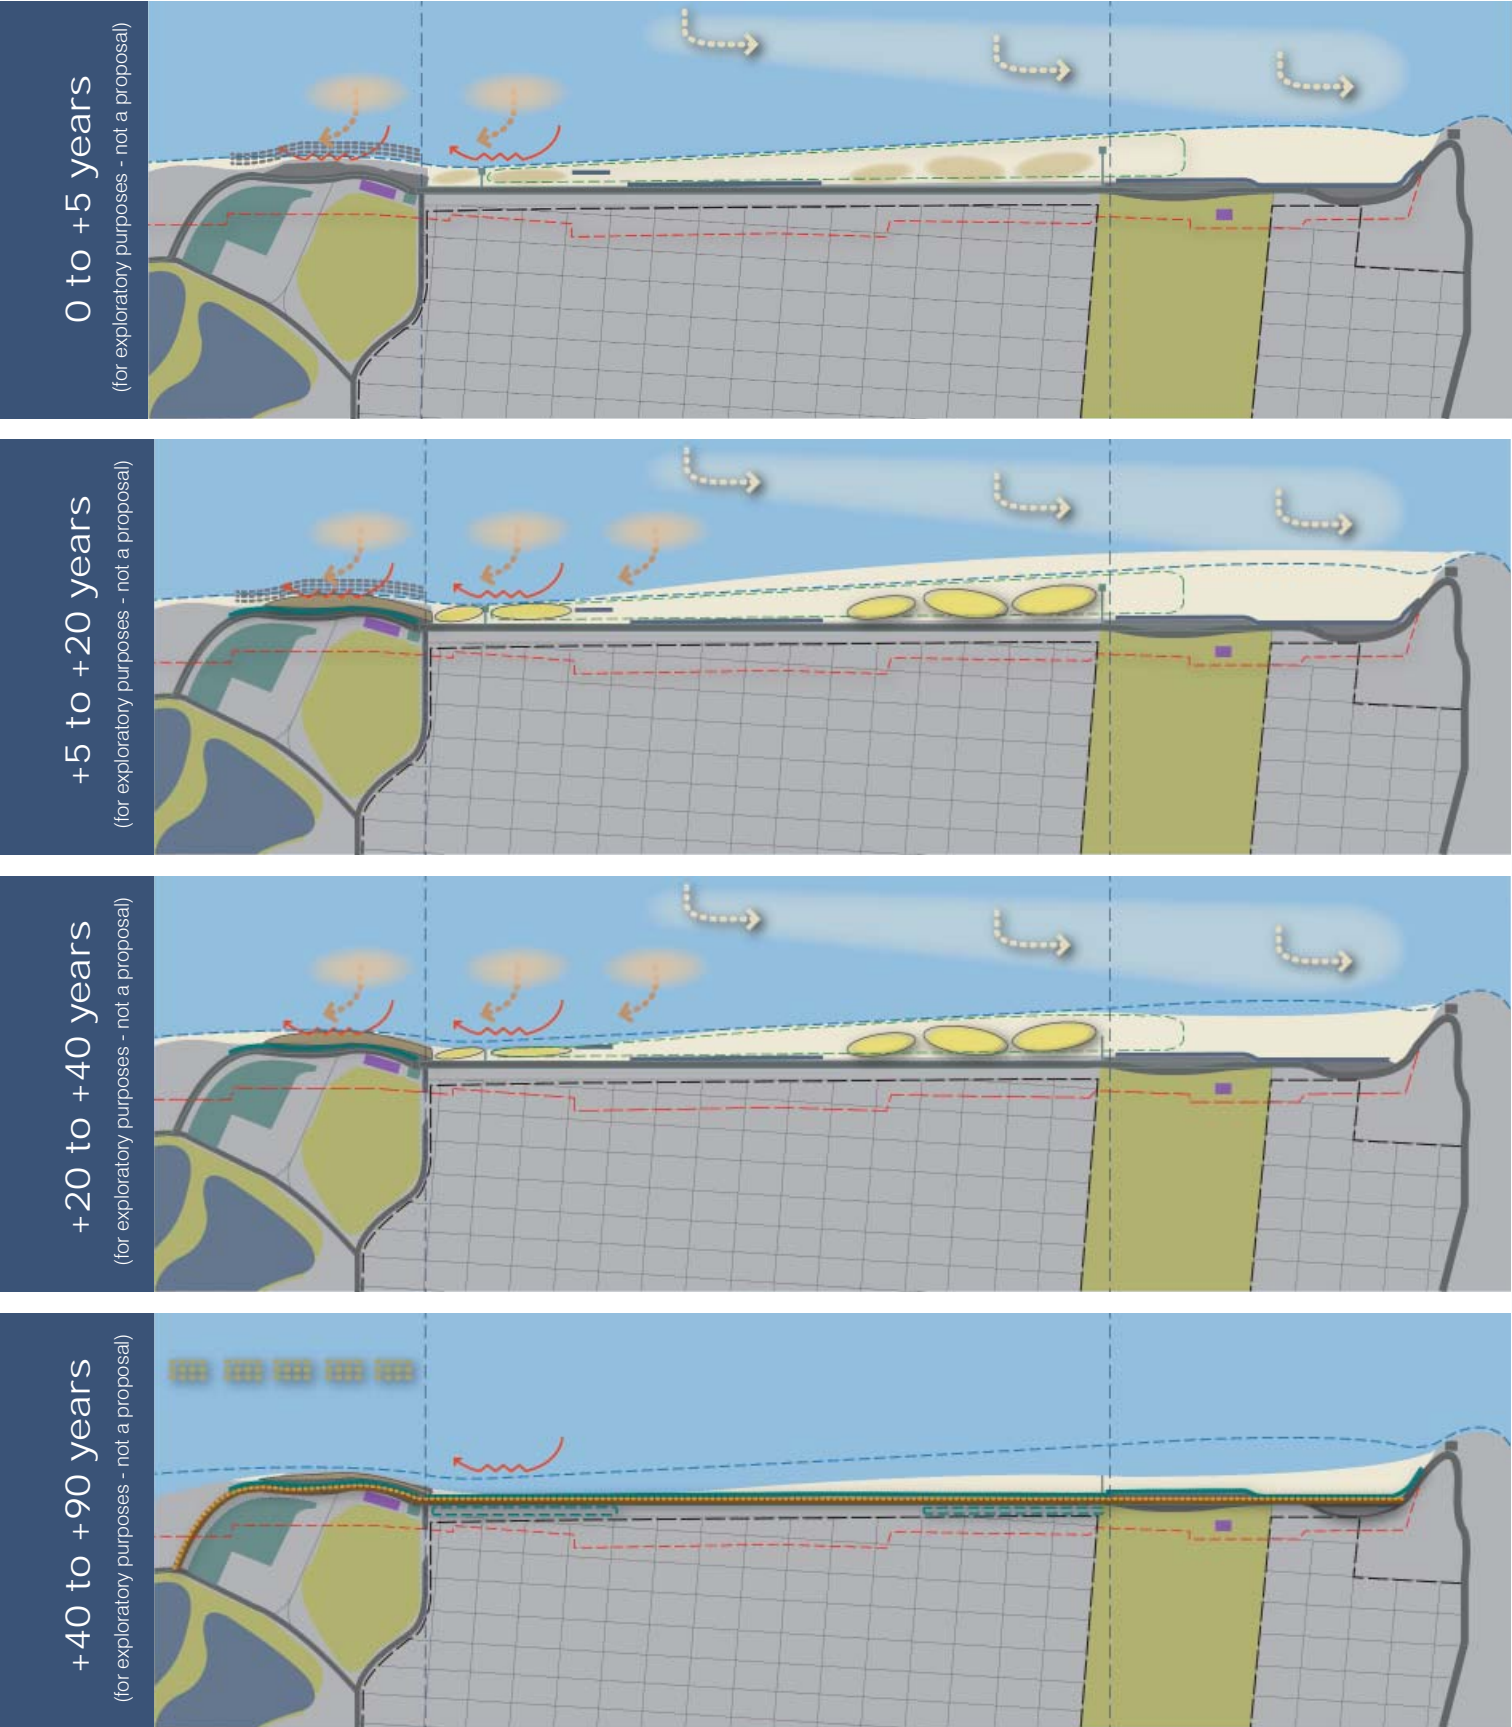 0 to +5 years
(for exploratory purposes - not a proposal)
+5 to +20 years
(for exploratory purposes - not a proposal)
+20 to +40 years
(for exploratory purposes - not a proposal)
+40 to +90 years
(for exploratory purposes - not a proposal)